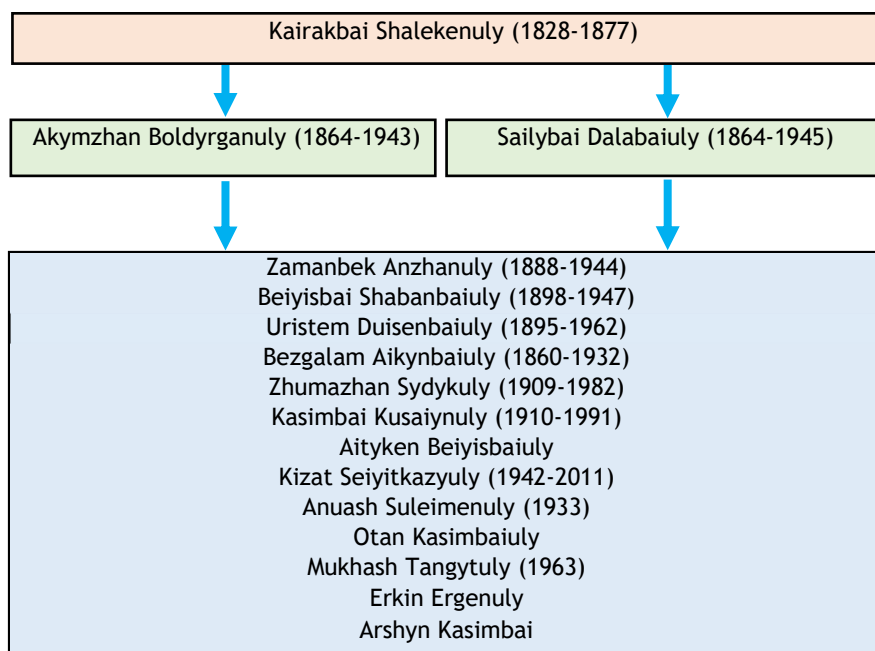 Kairakbai Shalekenuly (1828-1877)
Akymzhan Boldyrganuly (1864-1943)
Sailybai Dalabaiuly (1864-1945)
Zamanbek Anzhanuly (1888-1944)
Beiyisbai Shabanbaiuly (1898-1947)
Uristem Duisenbaiuly (1895-1962)
Bezgalam Aikynbaiuly (1860-1932)
Zhumazhan Sydykuly (1909-1982)
Kasimbai Kusaiynuly (1910-1991)
Aityken Beiyisbaiuly
Kizat Seiyitkazyuly (1942-2011)
Anuash Suleimenuly (1933)
Otan Kasimbaiuly
Mukhash Tangytuly (1963)
Erkin Ergenuly
Arshyn Kasimbai